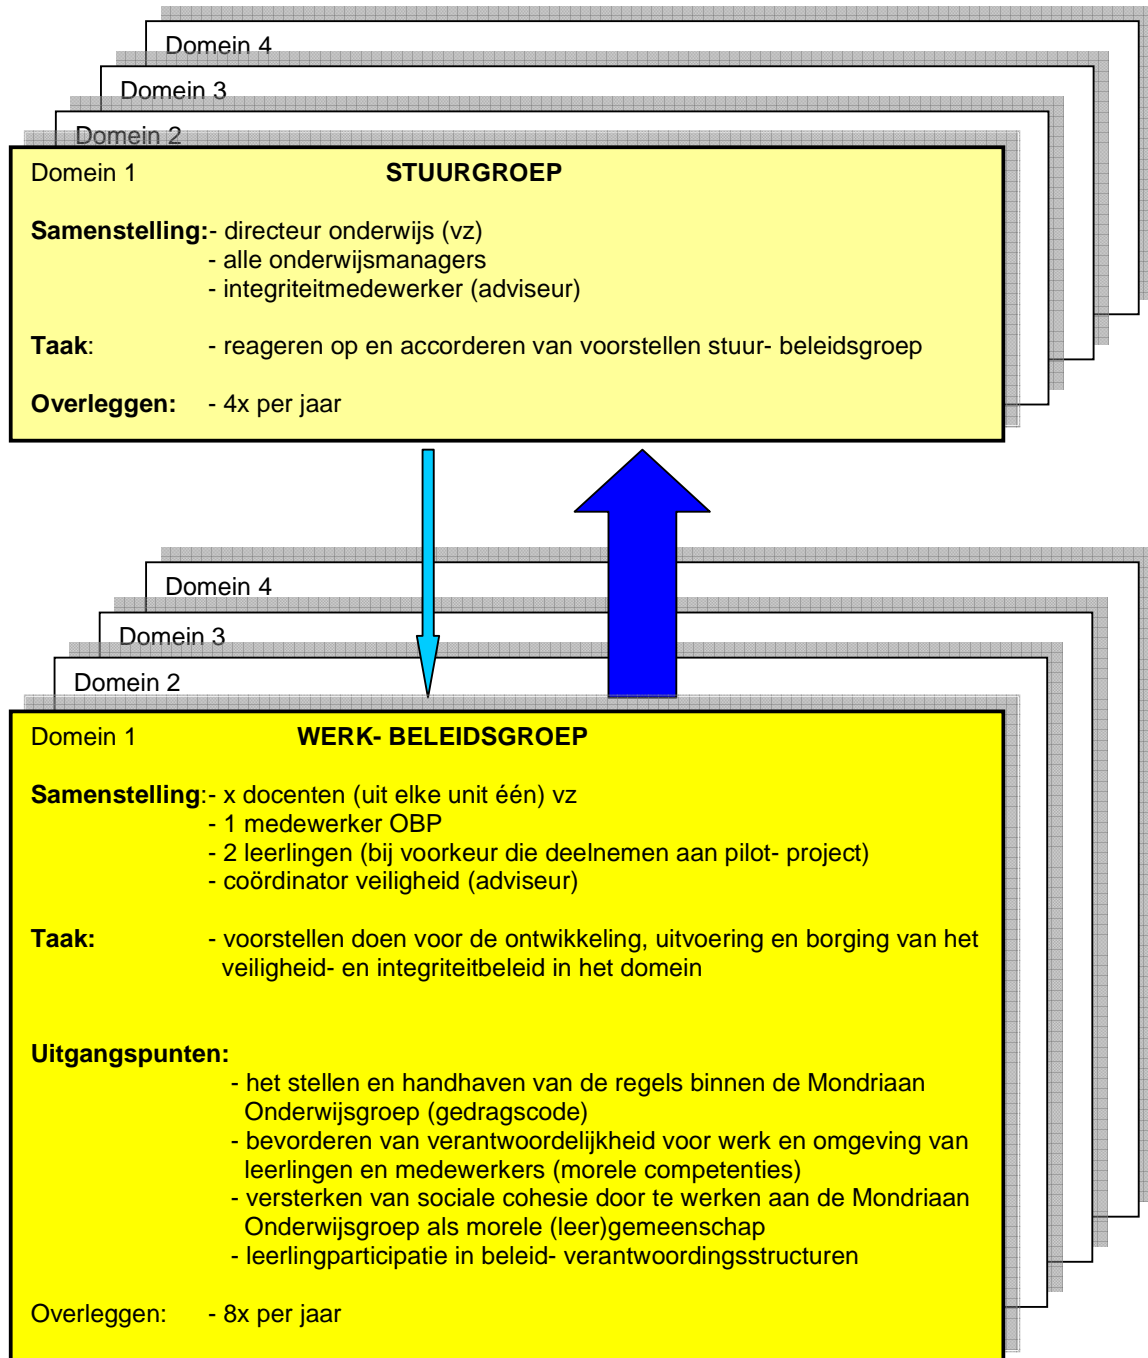 Domein 4
Domein 3
Domein 2
Domein 1 STUURGROEP
Samenstelling:- directeur onderwijs (vz)
- alle onderwijsmanagers
- integriteitmedewerker (adviseur)
Taak: - reageren op en accorderen van voorstellen stuur- beleidsgroep
Overleggen: - 4x per jaar
Domein 4
Domein 3
Domein 2
Domein 1 WERK- BELEIDSGROEP
Samenstelling:- x docenten (uit elke unit één) vz
- 1 medewerker OBP
- 2 leerlingen (bij voorkeur die deelnemen aan pilot- project)
- coördinator veiligheid (adviseur)
Taak: - voorstellen doen voor de ontwikkeling, uitvoering en borging van het
veiligheid- en integriteitbeleid in het domein
Uitgangspunten:
- het stellen en handhaven van de regels binnen de Mondriaan
Onderwijsgroep (gedragscode)
- bevorderen van verantwoordelijkheid voor werk en omgeving van
leerlingen en medewerkers (morele competenties)
- versterken van sociale cohesie door te werken aan de Mondriaan
Onderwijsgroep als morele (leer)gemeenschap
- leerlingparticipatie in beleid- verantwoordingsstructuren
Overleggen: - 8x per jaar